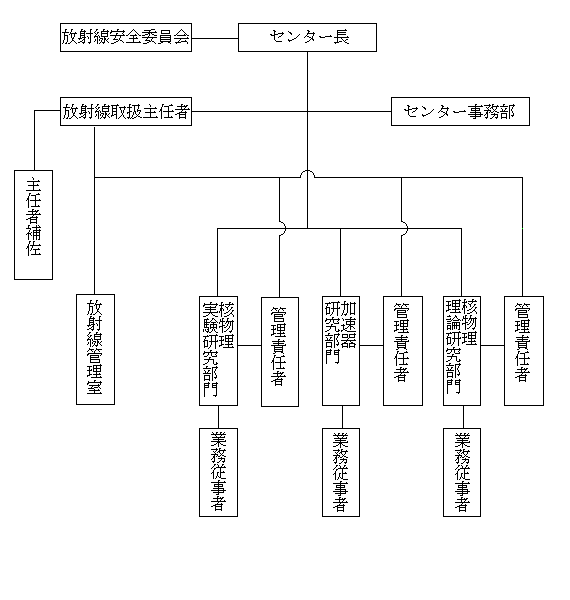 放射線安全委員会
センター長
放射線取扱主任者
センター事務部
主任者補佐
放射線管理室
核物理
実験研究部門
管理責任者
加速器
研究部門
管理責任者
核物理
理論研究部門
管理責任者
業務従事者
業務従事者
業務従事者